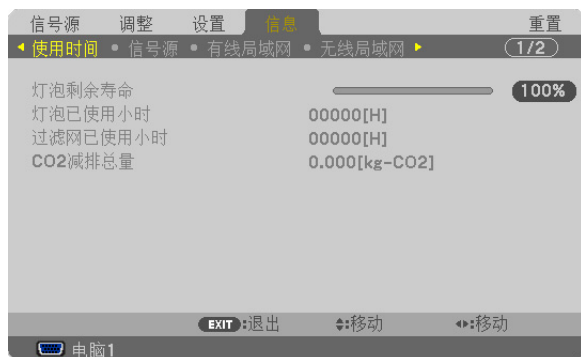 信号源 调整 设置 信息 重置
使用时间 • 信号源 • 有线局域网 • 无线局域网 1/2
灯泡剩余寿命 100%
灯泡已使用小时 00000[H]
过滤网已使用小时 00000[H]
CO2减排总量 0.000[kg-CO2]
EXIT:退出 :移动 :移动
电脑1